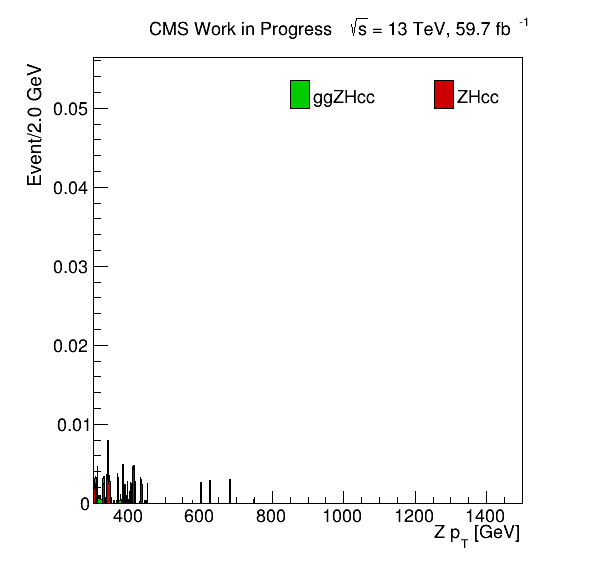 CMS Work in Progress √s = 13 TeV, 59.7 fb⁻¹
Event/2.0 GeV
ggZHcc ZHcc
0.05
0.04
0.03
0.02
0.01
0
400 600 800 1000 1200 1400
Z p_T [GeV]